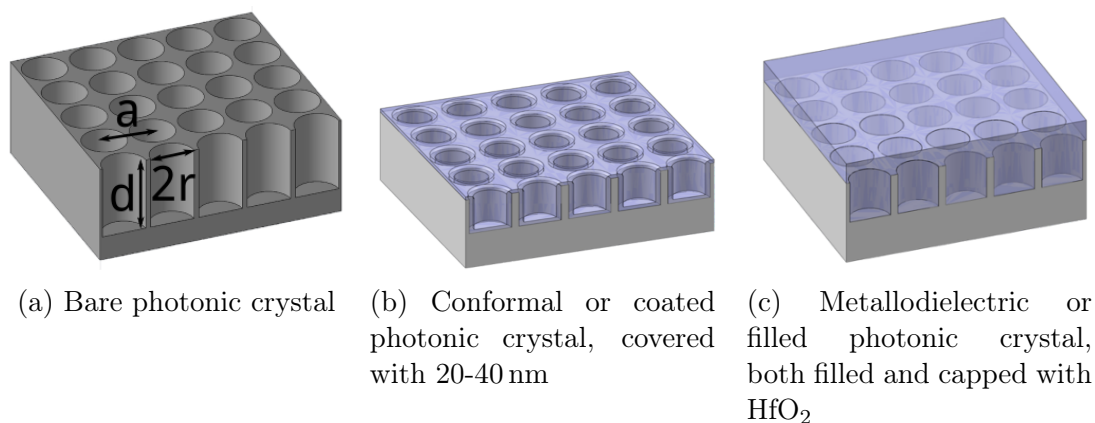 a
d
2r
(a) Bare photonic crystal
(b) Conformal or coated
photonic crystal, covered
with 20-40 nm
(c) Metallodielectric or
filled photonic crystal,
both filled and capped with
HfO₂